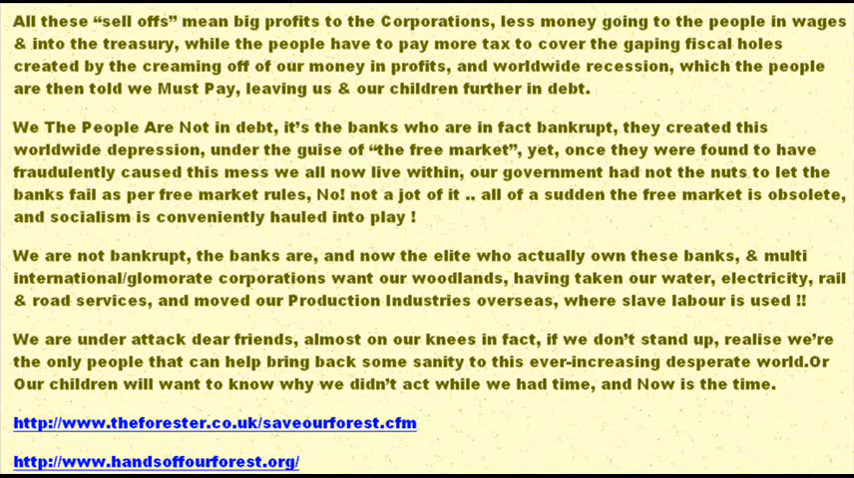 All these “sell offs” mean big profits to the Corporations, less money going to the people in wages
& into the treasury, while the people have to pay more tax to cover the gaping fiscal holes
created by the creaming off of our money in profits, and worldwide recession, which the people
are then told we Must Pay, leaving us & our children further in debt.
We The People Are Not in debt, it’s the banks who are in fact bankrupt, they created this
worldwide depression, under the guise of “the free market”, yet, once they were found to have
fraudulently caused this mess we all now live within, our government had not the nuts to let the
banks fail as per free market rules, No! not a jot of it .. all of a sudden the free market is obsolete,
and socialism is conveniently hauled into play !
We are not bankrupt, the banks are, and now the elite who actually own these banks, & multi
international/glomorate corporations want our woodlands, having taken our water, electricity, rail
& road services, and moved our Production Industries overseas, where slave labour is used !!
We are under attack dear friends, almost on our knees in fact, if we don’t stand up, realise we’re
the only people that can help bring back some sanity to this ever-increasing desperate world.Or
Our children will want to know why we didn’t act while we had time, and Now is the time.
http://www.theforester.co.uk/saveourforest.cfm
http://www.handsoffourforest.org/